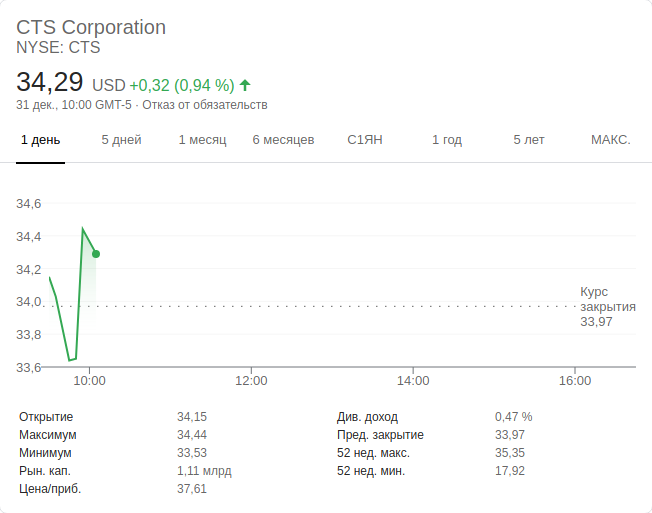 CTS Corporation
NYSE: CTS
34,29 USD +0,32 (0,94 %)
31 дек., 10:00 GMT-5 · Отказ от обязательств
1 день 5 дней 1 месяц 6 месяцев С1ЯН 1 год 5 лет МАКС.
34,6
34,4
34,2
34,0
33,8
33,6
Курс
закрытия
33,97
10:00 12:00 14:00 16:00
Открытие 34,15 Див. доход 0,47 %
Максимум 34,44 Пред. закрытие 33,97
Минимум 33,53 52 нед. макс. 35,35
Рын. кап. 1,11 млрд 52 нед. мин. 17,92
Цена/приб. 37,61